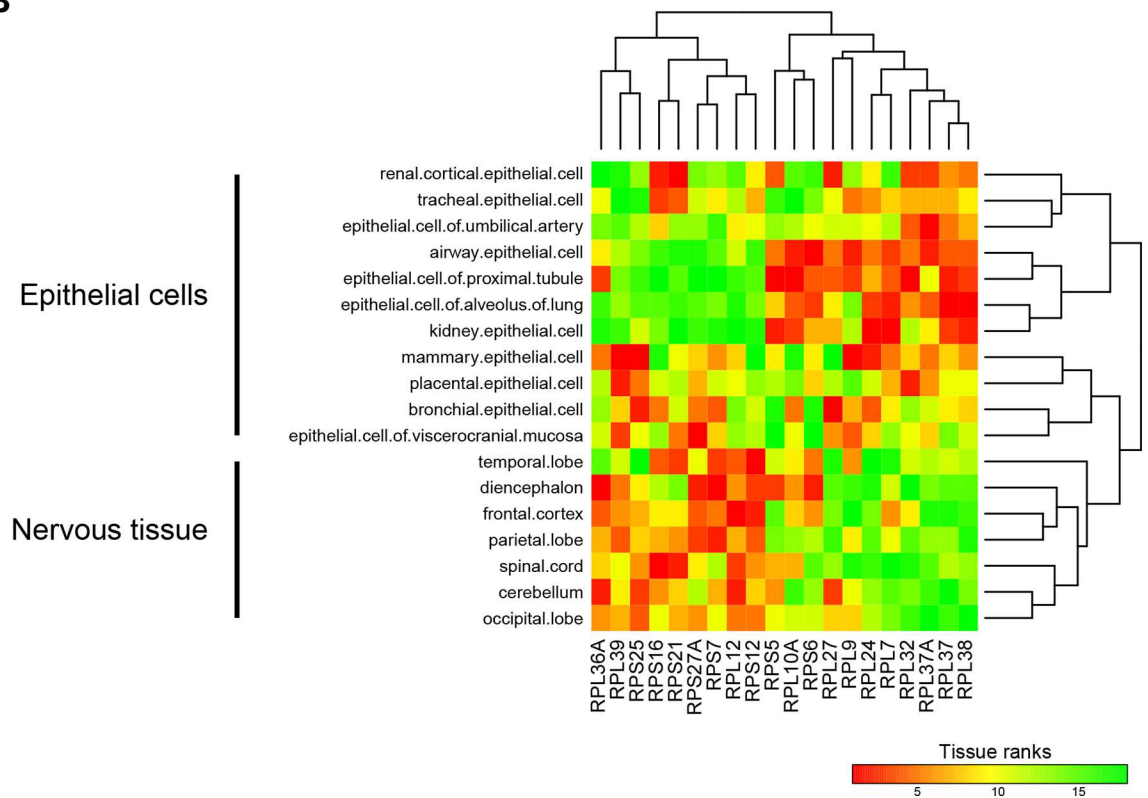 renal.cortical.epithelial.cell
tracheal.epithelial.cell
epithelial.cell.of.umbilical.artery
airway.epithelial.cell
epithelial.cell.of.proximal.tubule
Epithelial cells
epithelial.cell.of.alveolus.of.lung
kidney.epithelial.cell
mammary.epithelial.cell
placental.epithelial.cell
bronchial.epithelial.cell
epithelial.cell.of.viscerocranial.mucosa
temporal.lobe
diencephalon
frontal.cortex
Nervous tissue
parietal.lobe
spinal.cord
cerebellum
occipital.lobe
RPL36A
RPL39
RPS25
RPS16
RPS21
RPS27A
RPS7
RPL12
RPS12
RPS5
RPL10A
RPS6
RPL27
RPL9
RPL24
RPL7
RPL32
RPL37A
RPL37
RPL38
Tissue ranks
5 10 15